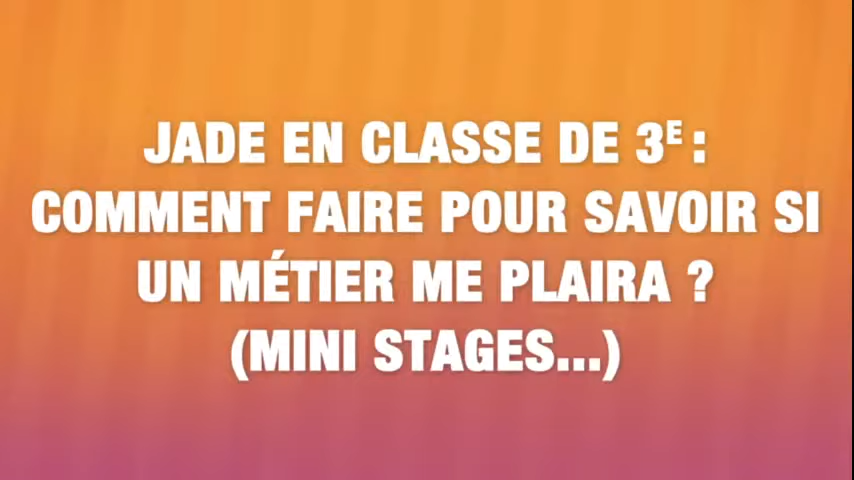 JADE EN CLASSE DE 3ᴱ :
COMMENT FAIRE POUR SAVOIR SI
UN MÉTIER ME PLAIRA ?
(MINI STAGES...)